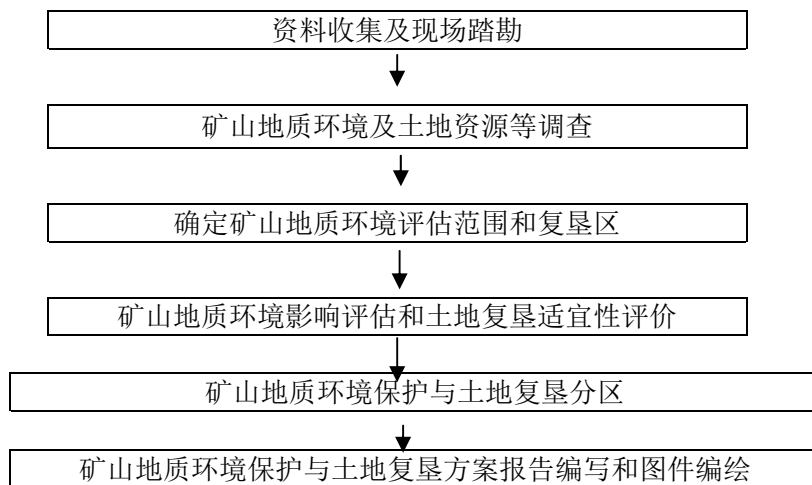 资料收集及现场踏勘
矿山地质环境及土地资源等调查
确定矿山地质环境评估范围和复垦区
矿山地质环境影响评估和土地复垦适宜性评价
矿山地质环境保护与土地复垦分区
矿山地质环境保护与土地复垦方案报告编写和图件编绘